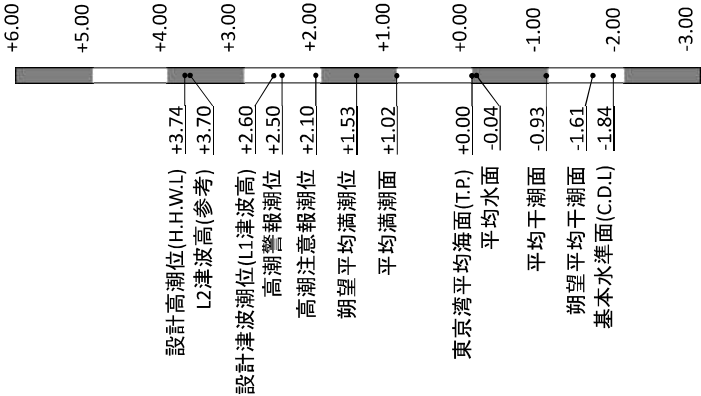 +6.00
+5.00
+4.00
+3.00
+2.00
+1.00
+0.00
-1.00
-2.00
-3.00
設計高潮位(H.H.W.L) +3.74
L2津波高(参考) +3.70
設計津波潮位(L1津波高) +2.60
高潮警報潮位 +2.50
高潮注意報潮位 +2.10
朔望平均満潮位 +1.53
平均満潮面 +1.02
東京湾平均海面(T.P.) +0.00
平均水面 -0.04
平均干潮面 -0.93
朔望平均干潮面 -1.61
基本水準面(C.D.L) -1.84